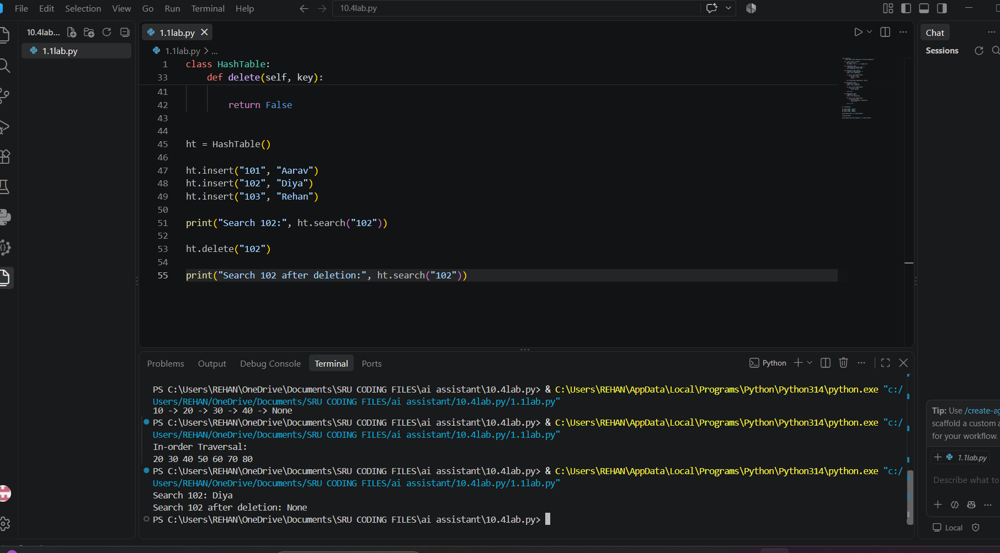 File Edit Selection View Go Run Terminal Help
10.4lab.py
10.4lab...
1.1lab.py
1.1lab.py
1.1lab.py > ...
1 class HashTable:
33 def delete(self, key):
41
42 return False
43
44
45 ht = HashTable()
46
47 ht.insert("101", "Aarav")
48 ht.insert("102", "Diya")
49 ht.insert("103", "Rehan")
50
51 print("Search 102:", ht.search("102"))
52
53 ht.delete("102")
54
55 print("Search 102 after deletion:", ht.search("102"))
Problems Output Debug Console Terminal Ports
Python
PS C:\Users\REHAN\OneDrive\Documents\SRU CODING FILES\ai assistant\10.4lab.py> & C:\Users\REHAN\AppData\Local\Programs\Python\Python314\python.exe "c:/
Users/REHAN/OneDrive/Documents/SRU CODING FILES/ai assistant/10.4lab.py/1.1lab.py"
10 -> 20 -> 30 -> 40 -> None
PS C:\Users\REHAN\OneDrive\Documents\SRU CODING FILES\ai assistant\10.4lab.py> & C:\Users\REHAN\AppData\Local\Programs\Python\Python314\python.exe "c:/
Users/REHAN/OneDrive/Documents/SRU CODING FILES/ai assistant/10.4lab.py/1.1lab.py"
In-order Traversal:
20 30 40 50 60 70 80
PS C:\Users\REHAN\OneDrive\Documents\SRU CODING FILES\ai assistant\10.4lab.py> & C:\Users\REHAN\AppData\Local\Programs\Python\Python314\python.exe "c:/
Users/REHAN/OneDrive/Documents/SRU CODING FILES/ai assistant/10.4lab.py/1.1lab.py"
Search 102: Diya
Search 102 after deletion: None
PS C:\Users\REHAN\OneDrive\Documents\SRU CODING FILES\ai assistant\10.4lab.py>
Chat
Sessions
Tip: Use /create-ag
scaffold a custom a
for your workflow.
1.1lab.py
Describe what to
Local